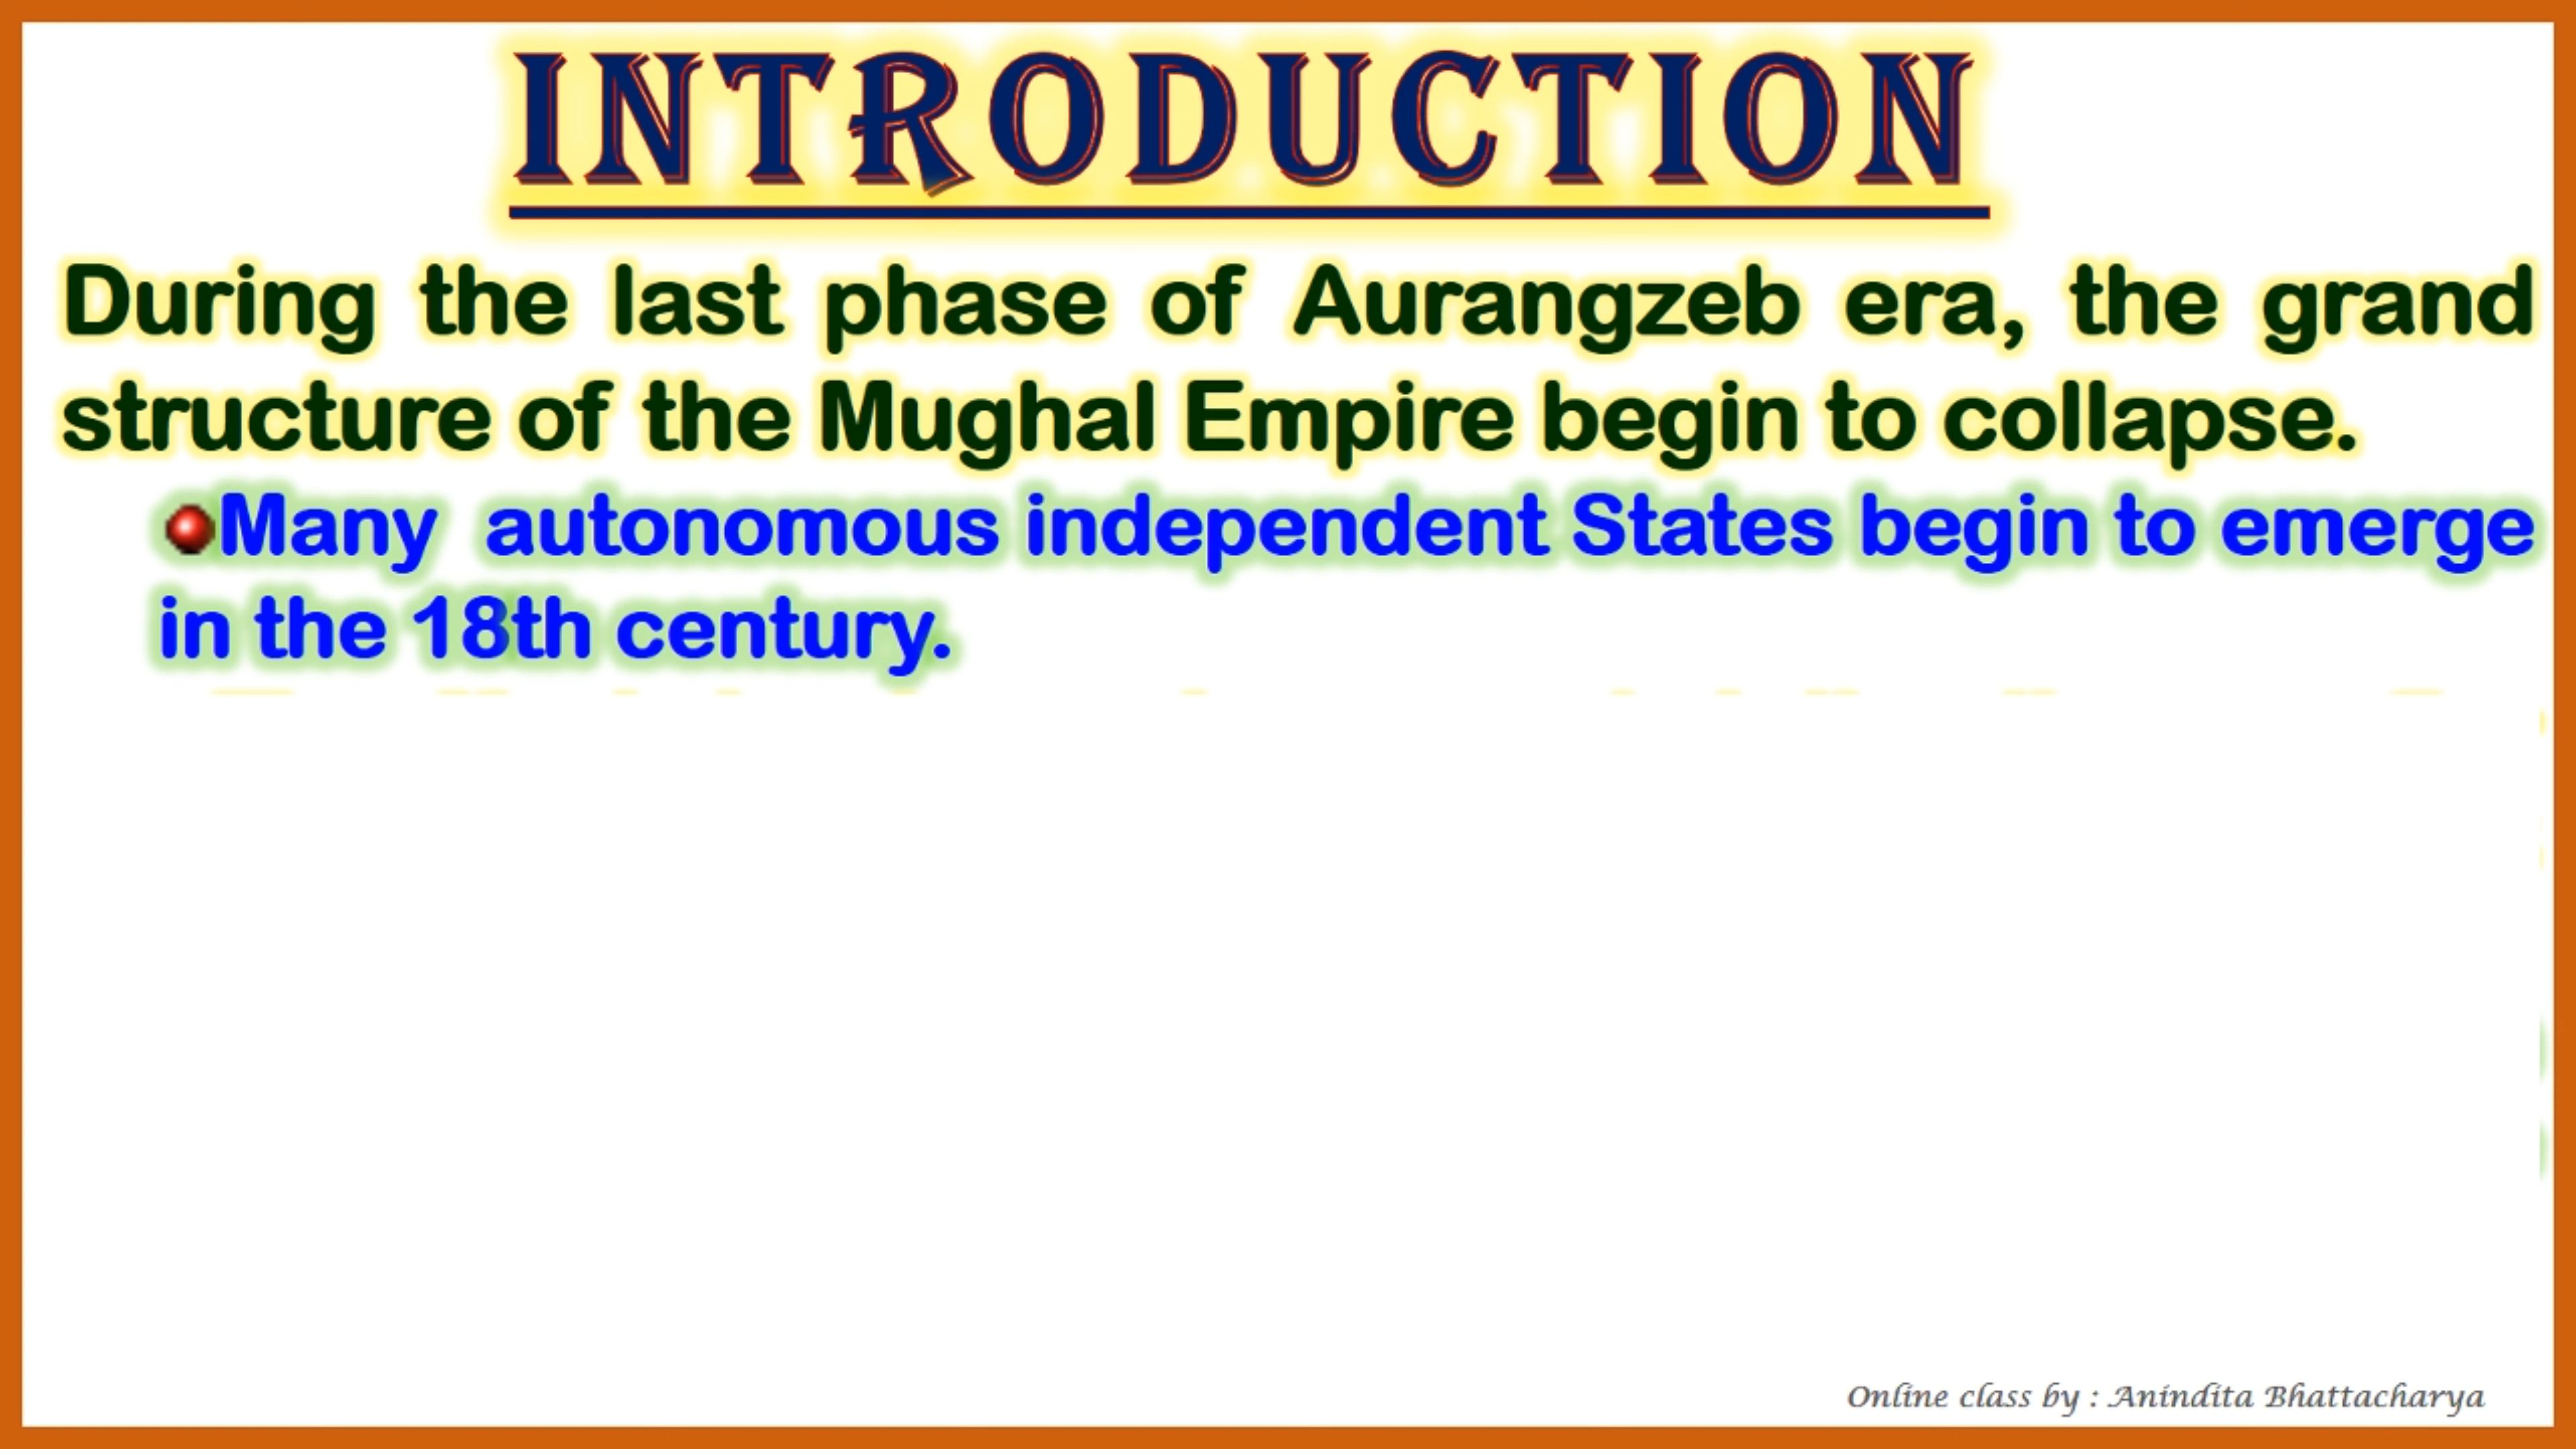 INTRODUCTION
During the last phase of Aurangzeb era, the grand
structure of the Mughal Empire begin to collapse.
Many autonomous independent States begin to emerge
in the 18th century.
Online class by : Anindita Bhattacharya